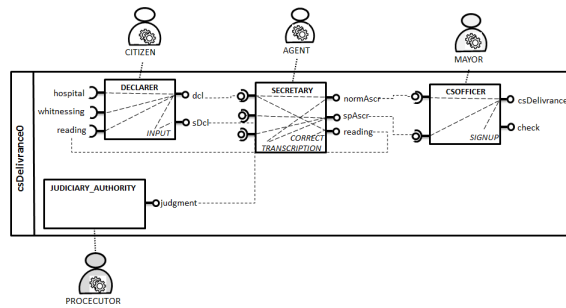 CITIZEN
AGENT
MAYOR
csDelivrance0
hospital
whitnessing
reading
DECLARER
INPUT
dcl
sDcl
SECRETARY
CORRECT
TRANSCRIPTION
normAscr
spAscr
reading
CSOFFICER
SIGNUP
csDelivrance
check
JUDICIARY_AUTHORITY
judgment
PROCECUTOR